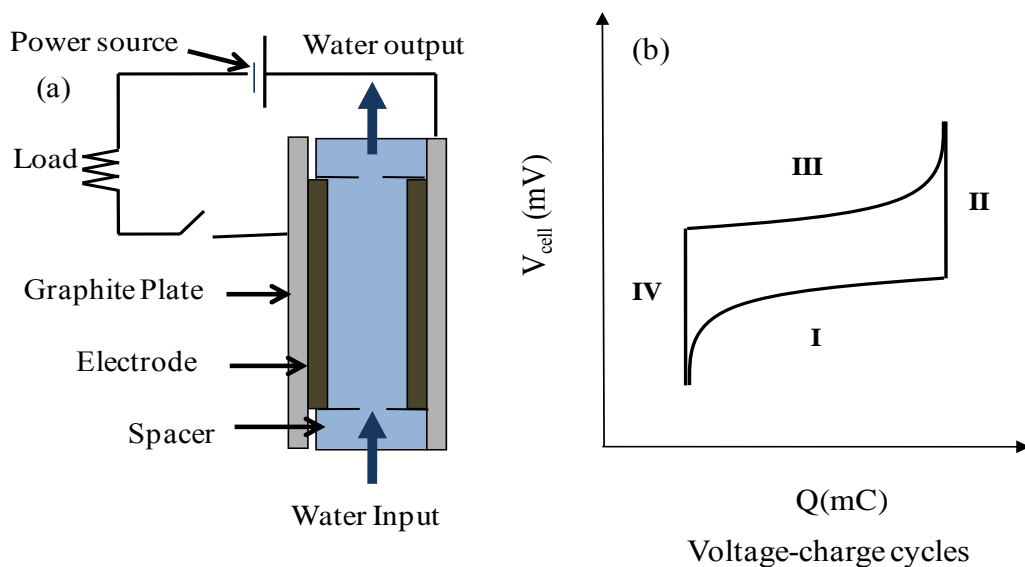 Power source
Water output
(a)
Load
Graphite Plate
Electrode
Spacer
Water Input
(b)
V_cell (mV)
III
II
IV
I
Q(mC)
Voltage-charge cycles